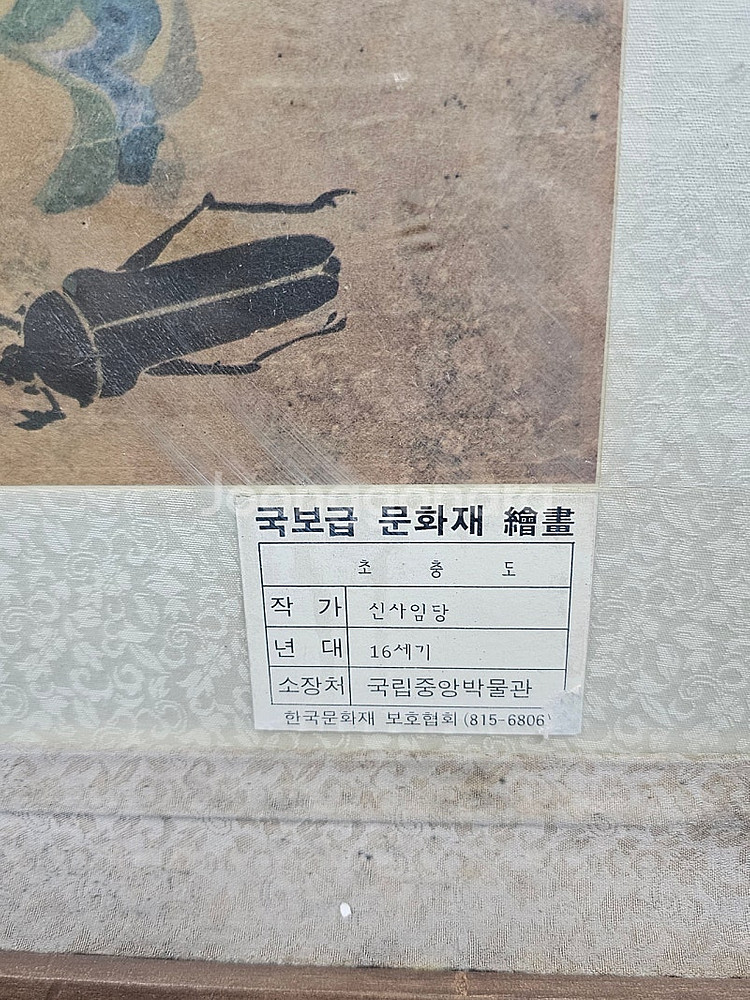 국보급 문화재 繪畫
초 충 도
작 가 신사임당
년 대 16세기
소장처 국립중앙박물관
한국문화재 보호협회 (815-6806)